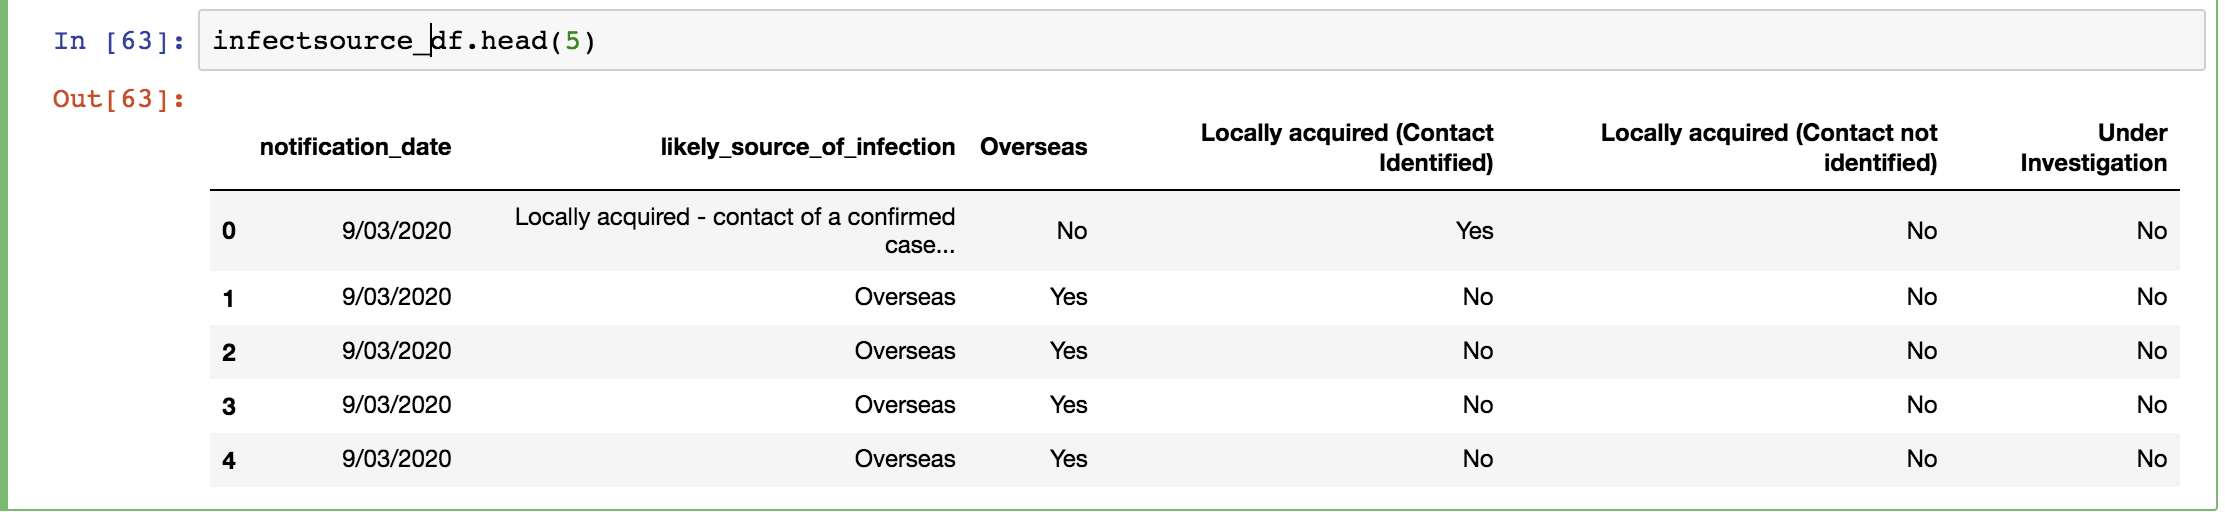 In [63]: infectsource_df.head(5)
Out[63]:
notification_date likely_source_of_infection Overseas Locally acquired (Contact Identified) Locally acquired (Contact not identified) Under Investigation
0 9/03/2020 Locally acquired - contact of a confirmed case... No Yes No No
1 9/03/2020 Overseas Yes No No No
2 9/03/2020 Overseas Yes No No No
3 9/03/2020 Overseas Yes No No No
4 9/03/2020 Overseas Yes No No No